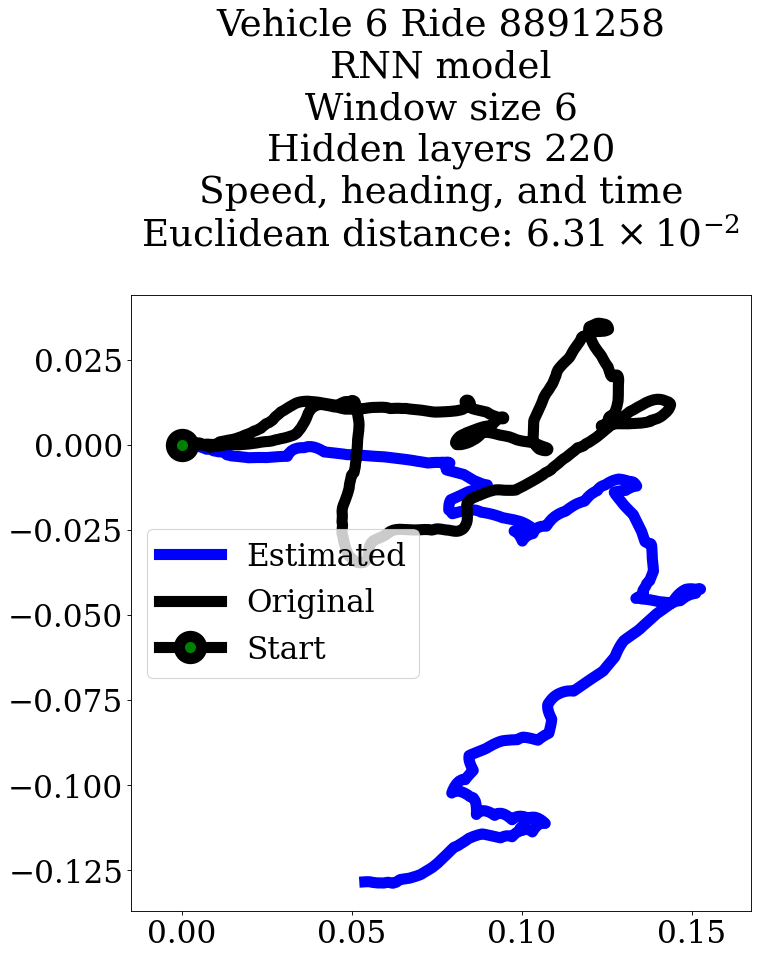 Vehicle 6 Ride 8891258
RNN model
Window size 6
Hidden layers 220
Speed, heading, and time
Euclidean distance: 6.31 × 10⁻²
0.025
0.000
−0.025
−0.050
−0.075
−0.100
−0.125
Estimated
Original
Start
0.00 0.05 0.10 0.15